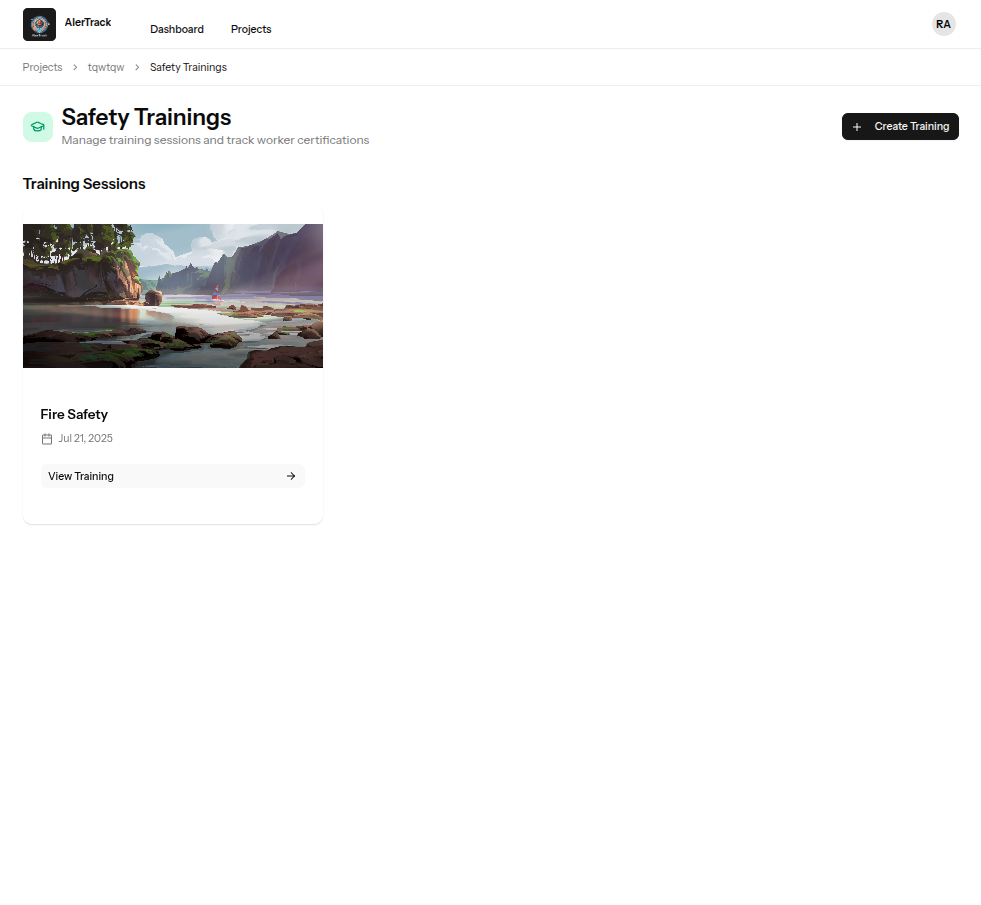 AlerTrack
Dashboard
Projects
RA
Projects > tqwtqw > Safety Trainings
Safety Trainings
Manage training sessions and track worker certifications
+ Create Training
Training Sessions
Fire Safety
Jul 21, 2025
View Training →